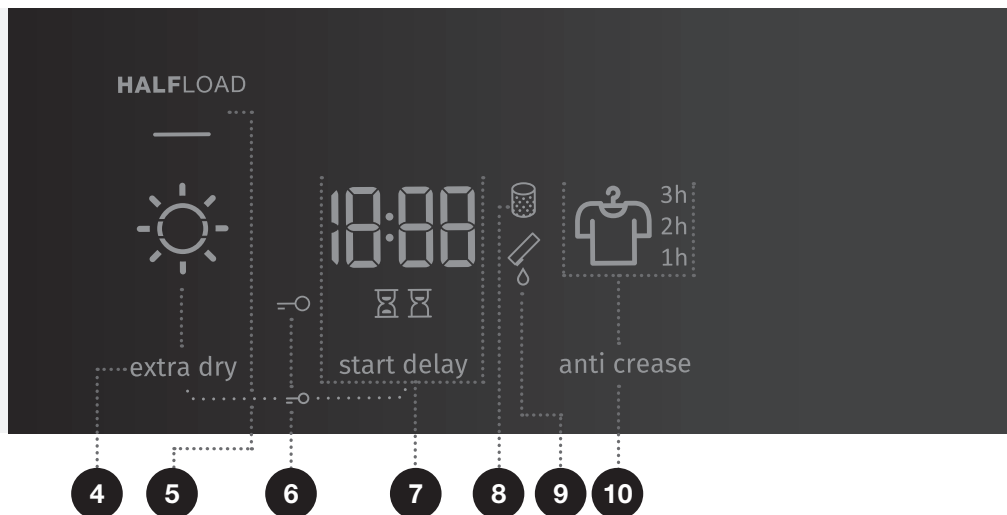 HALFLOAD
18:88
3h
2h
1h
extra dry
start delay
anti crease
4 5 6 7 8 9 10